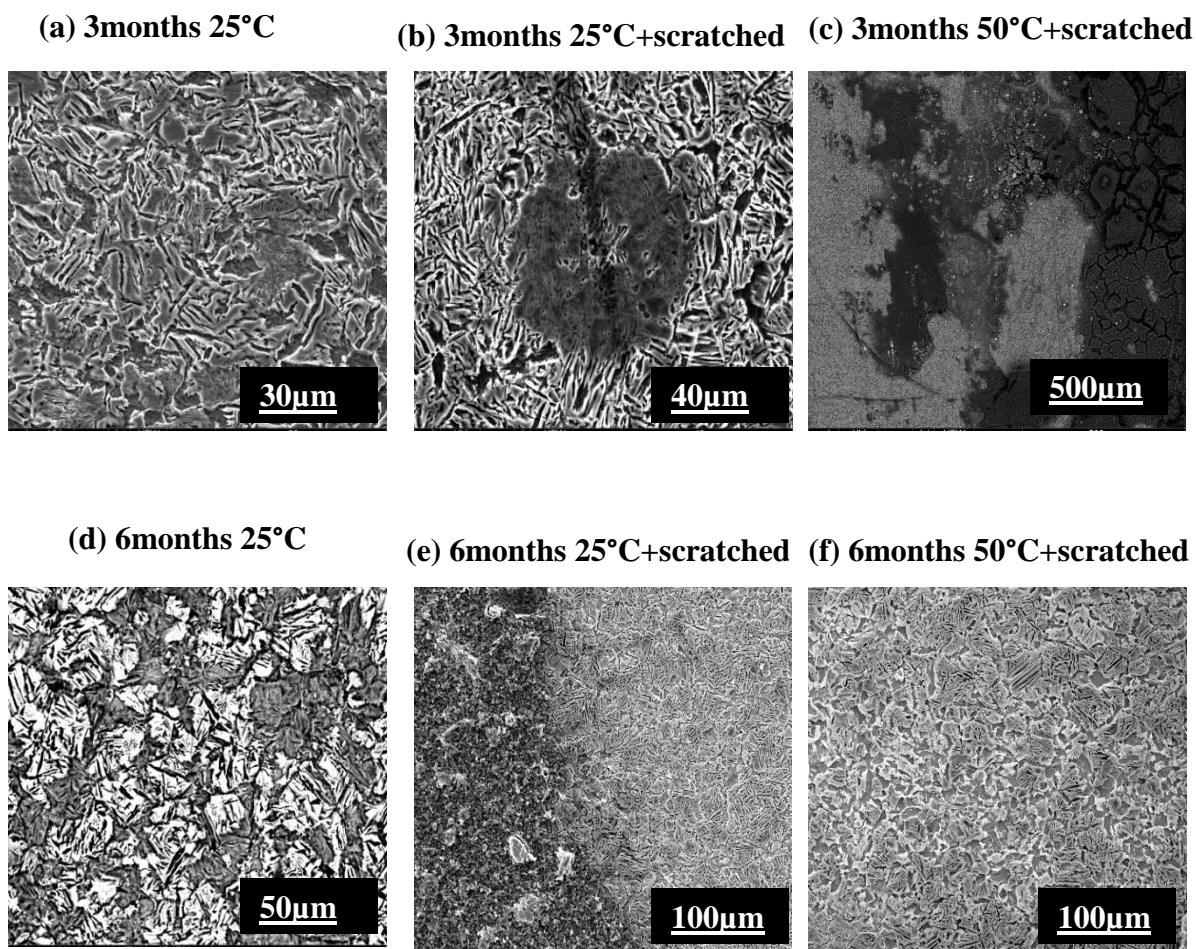 (a) 3months 25°C
(b) 3months 25°C+scratched
(c) 3months 50°C+scratched
30µm
40µm
500µm
(d) 6months 25°C
(e) 6months 25°C+scratched
(f) 6months 50°C+scratched
50µm
100µm
100µm